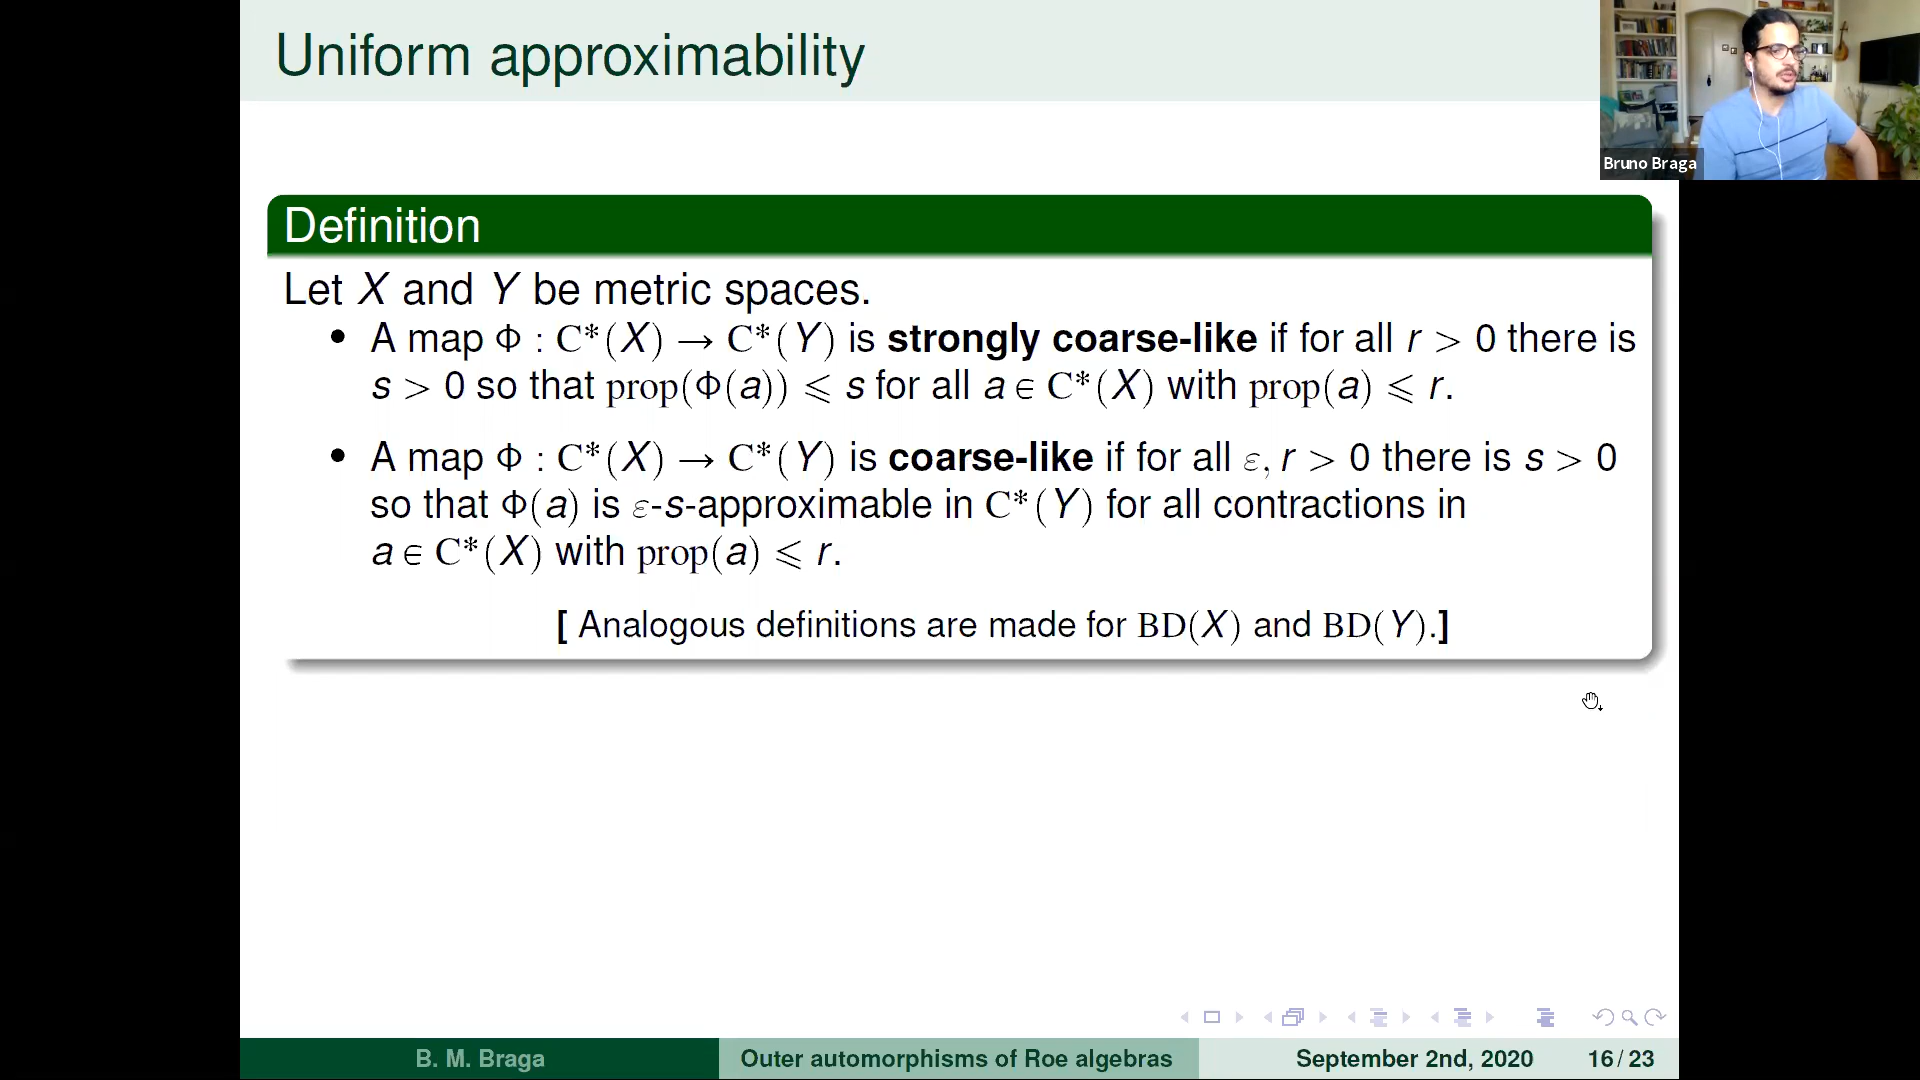 Uniform approximability
Bruno Braga
Definition
Let X and Y be metric spaces.
• A map Φ : C*(X) → C*(Y) is strongly coarse-like if for all r > 0 there is
s > 0 so that prop(Φ(a)) ⩽ s for all a ∈ C*(X) with prop(a) ⩽ r.
• A map Φ : C*(X) → C*(Y) is coarse-like if for all ε, r > 0 there is s > 0
so that Φ(a) is ε-s-approximable in C*(Y) for all contractions in
a ∈ C*(X) with prop(a) ⩽ r.
[ Analogous definitions are made for BD(X) and BD(Y).]
B. M. Braga
Outer automorphisms of Roe algebras
September 2nd, 2020
16 / 23